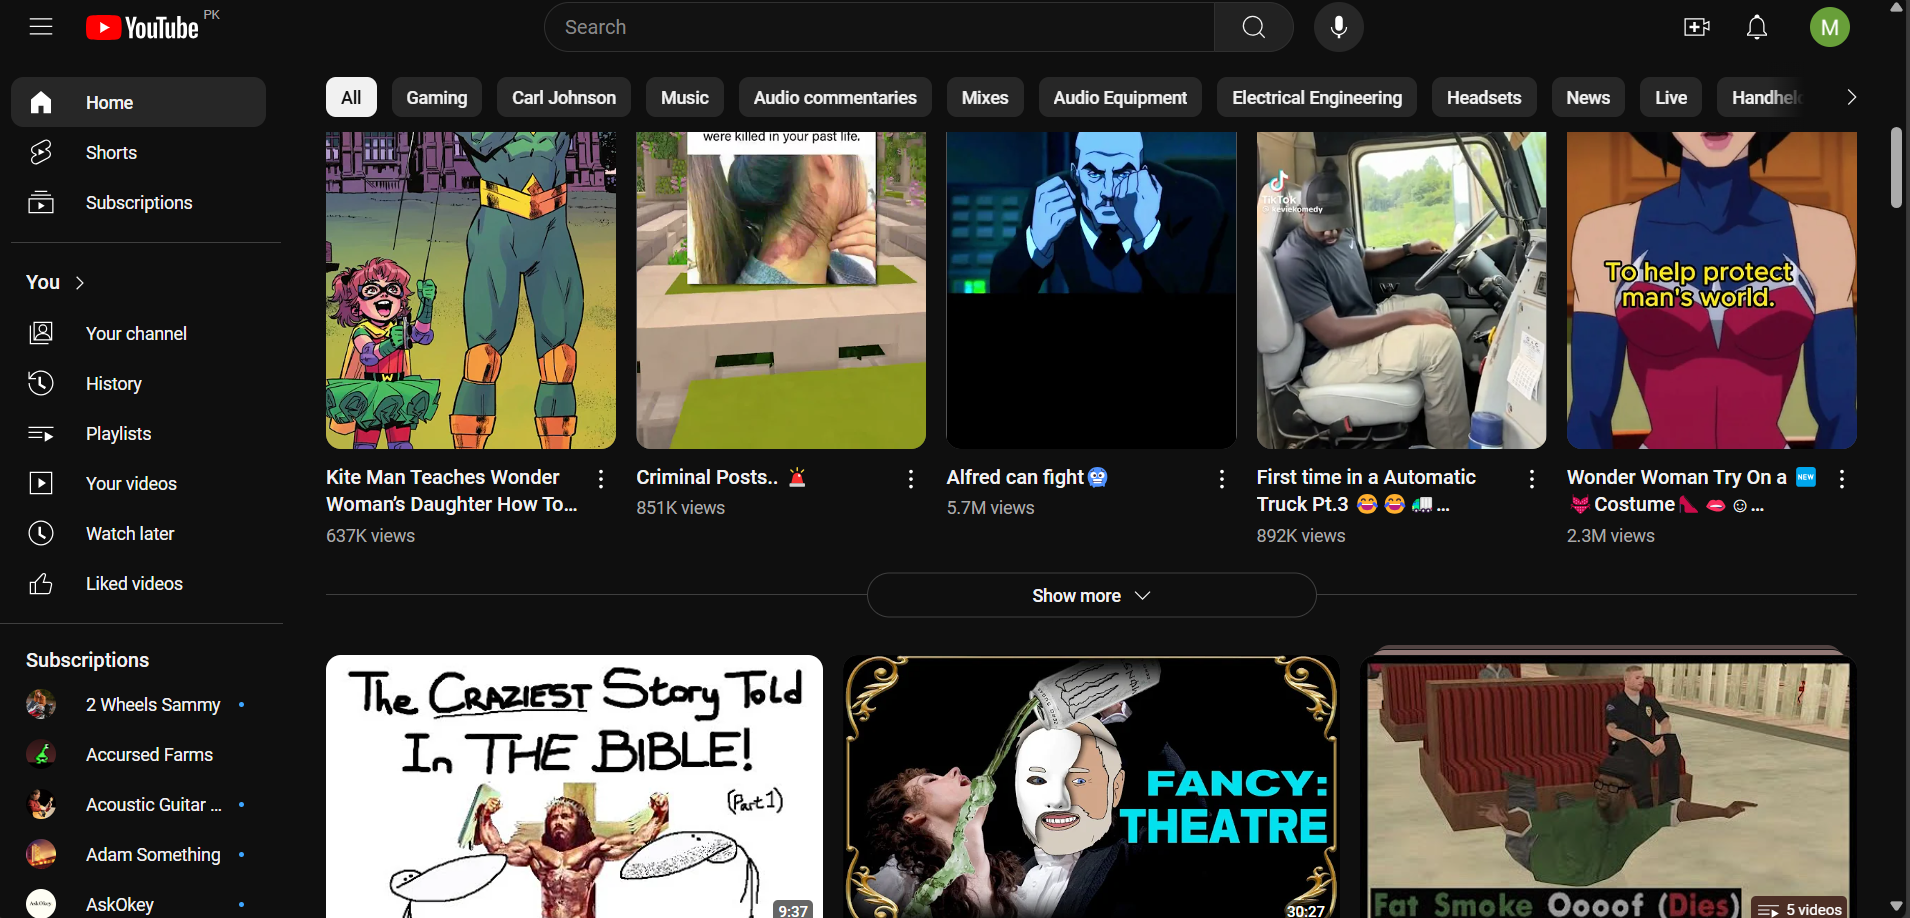 YouTube PK
Search
M
Home
Shorts
Subscriptions
You
Your channel
History
Playlists
Your videos
Watch later
Liked videos
Subscriptions
2 Wheels Sammy
Accursed Farms
Acoustic Guitar ...
Adam Something
AskOkey
All
Gaming
Carl Johnson
Music
Audio commentaries
Mixes
Audio Equipment
Electrical Engineering
Headsets
News
Live
Handhel
W
were killed in your past life.
TikTok
keviekomedy
To help protect
man's world.
Kite Man Teaches Wonder
Woman's Daughter How To...
637K views
Criminal Posts.. 🚨
851K views
Alfred can fight🥶
5.7M views
First time in a Automatic
Truck Pt.3 😂 😂 🚛...
892K views
Wonder Woman Try On a 🆕
👙Costume👠 👄 ☺...
2.3M views
Show more
The CRAZIEST Story Told
In THE BIBLE!
(Part 1)
9:37
FANCY:
THEATRE
30:27
Fat Smoke Oooof (Dies)
5 videos